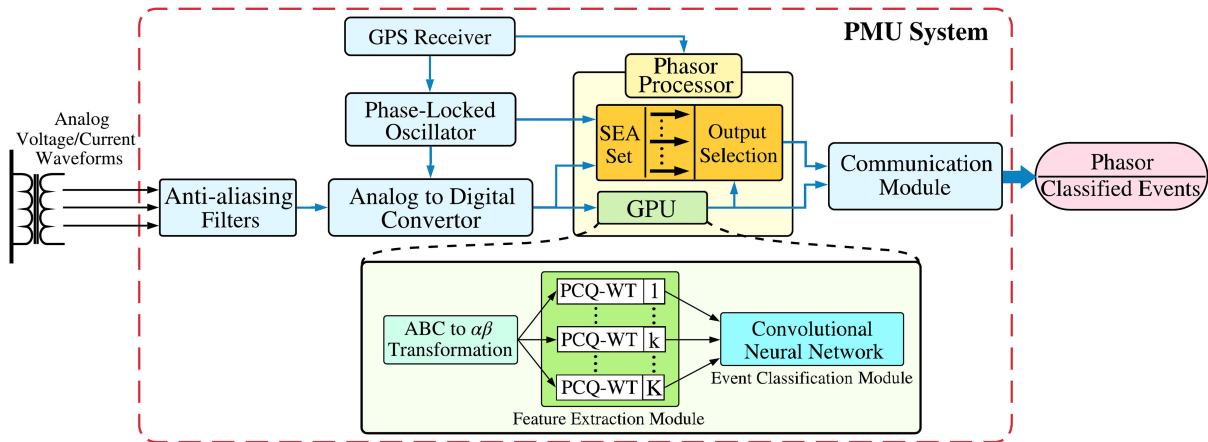 PMU System
GPS Receiver
Phasor
Processor
Analog
Voltage/Current
Waveforms
Phase-Locked
Oscillator
SEA
Set
Output
Selection
Communication
Module
Phasor
Classified Events
Anti-aliasing
Filters
Analog to Digital
Convertor
GPU
ABC to αβ
Transformation
PCQ-WT 1
PCQ-WT k
PCQ-WT K
Feature Extraction Module
Convolutional
Neural Network
Event Classification Module